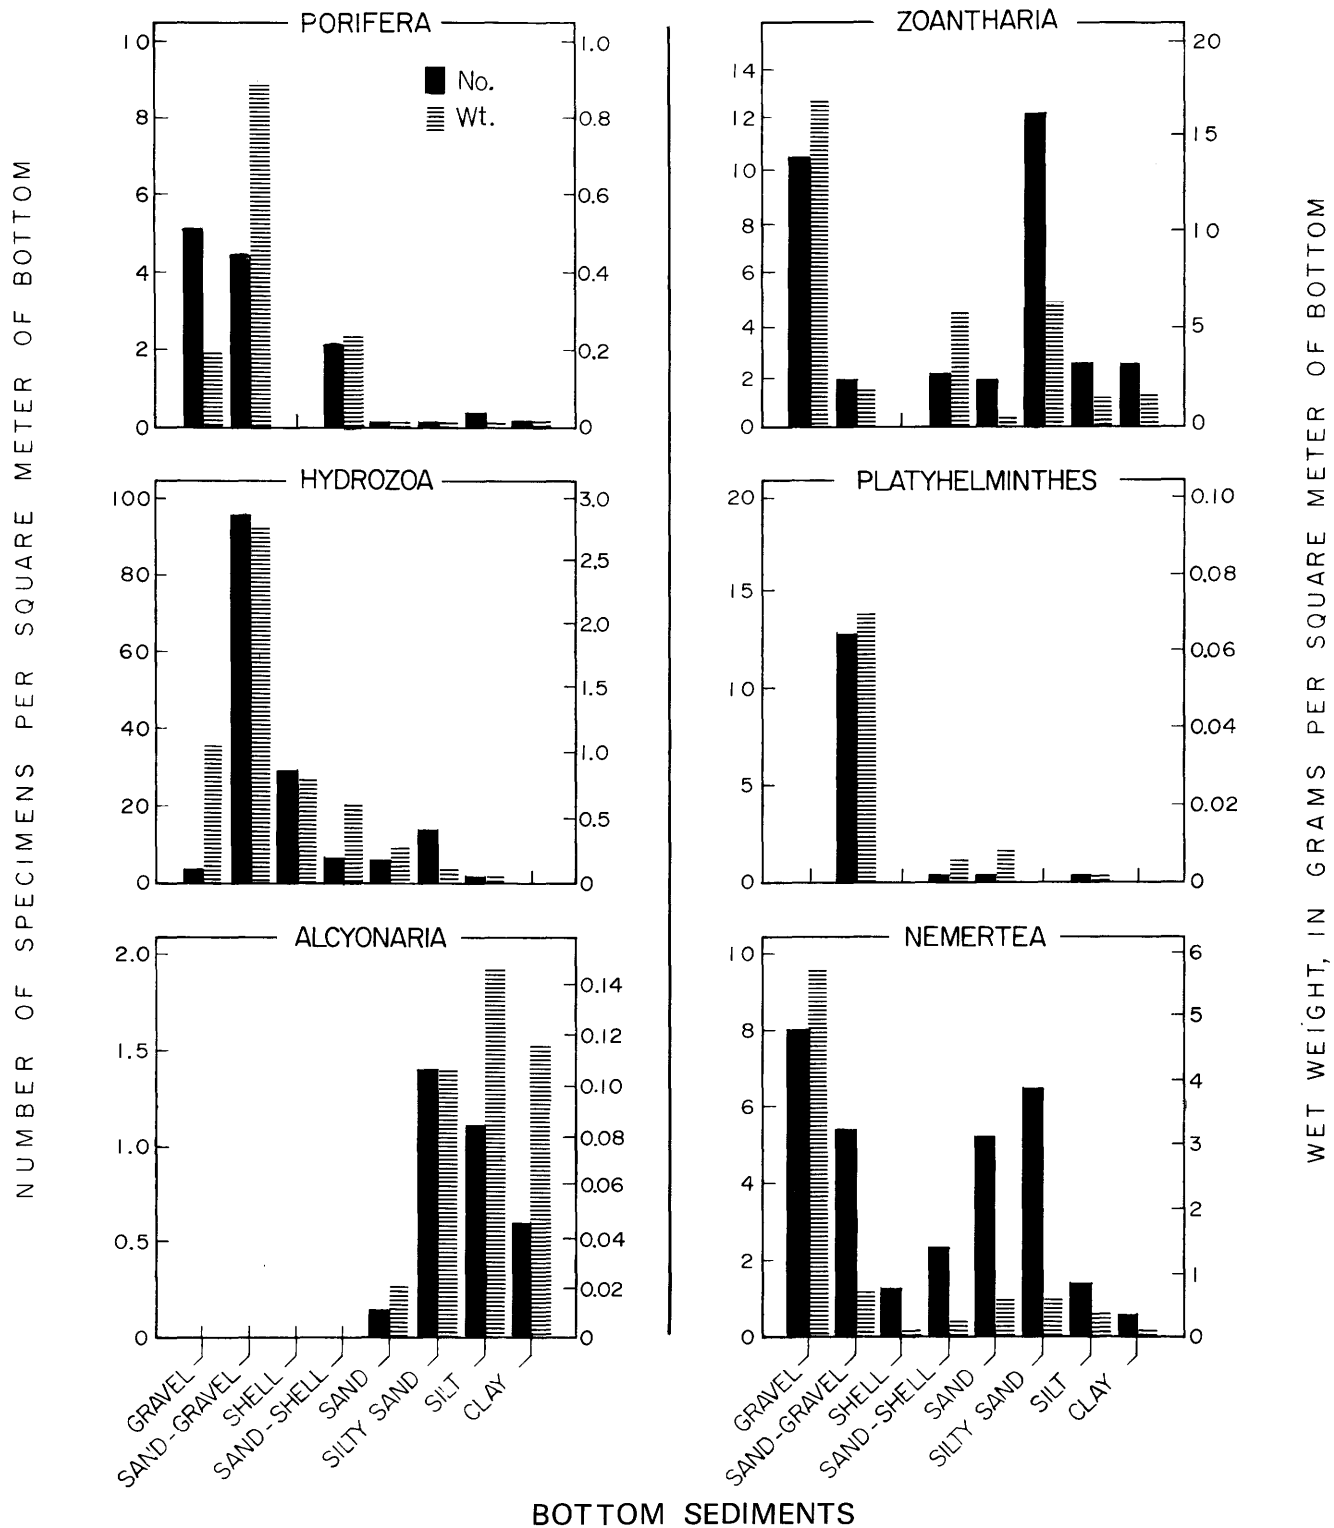 NUMBER OF SPECIMENS PER SQUARE METER OF BOTTOM
PORIFERA
10
8
6
4
2
0
1.0
0.8
0.6
0.4
0.2
0
No.
Wt.
HYDROZOA
100
80
60
40
20
0
3.0
2.5
2.0
1.5
1.0
0.5
0
ALCYONARIA
2.0
1.5
1.0
0.5
0
0.14
0.12
0.10
0.08
0.06
0.04
0.02
0
GRAVEL
SAND-GRAVEL
SHELL
SAND-SHELL
SAND
SILTY SAND
SILT
CLAY
ZOANTHARIA
14
12
10
8
6
4
2
0
20
15
10
5
0
PLATYHELMINTHES
20
15
10
5
0
0.10
0.08
0.06
0.04
0.02
0
NEMERTEA
10
8
6
4
2
0
6
5
4
3
2
1
0
GRAVEL
SAND-GRAVEL
SHELL
SAND-SHELL
SAND
SILTY SAND
SILT
CLAY
WET WEIGHT, IN GRAMS PER SQUARE METER OF BOTTOM
BOTTOM SEDIMENTS